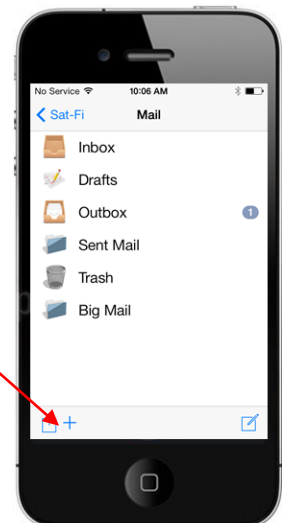 No Service 10:06 AM
Sat-Fi Mail
Inbox
Drafts
Outbox 1
Sent Mail
Trash
Big Mail